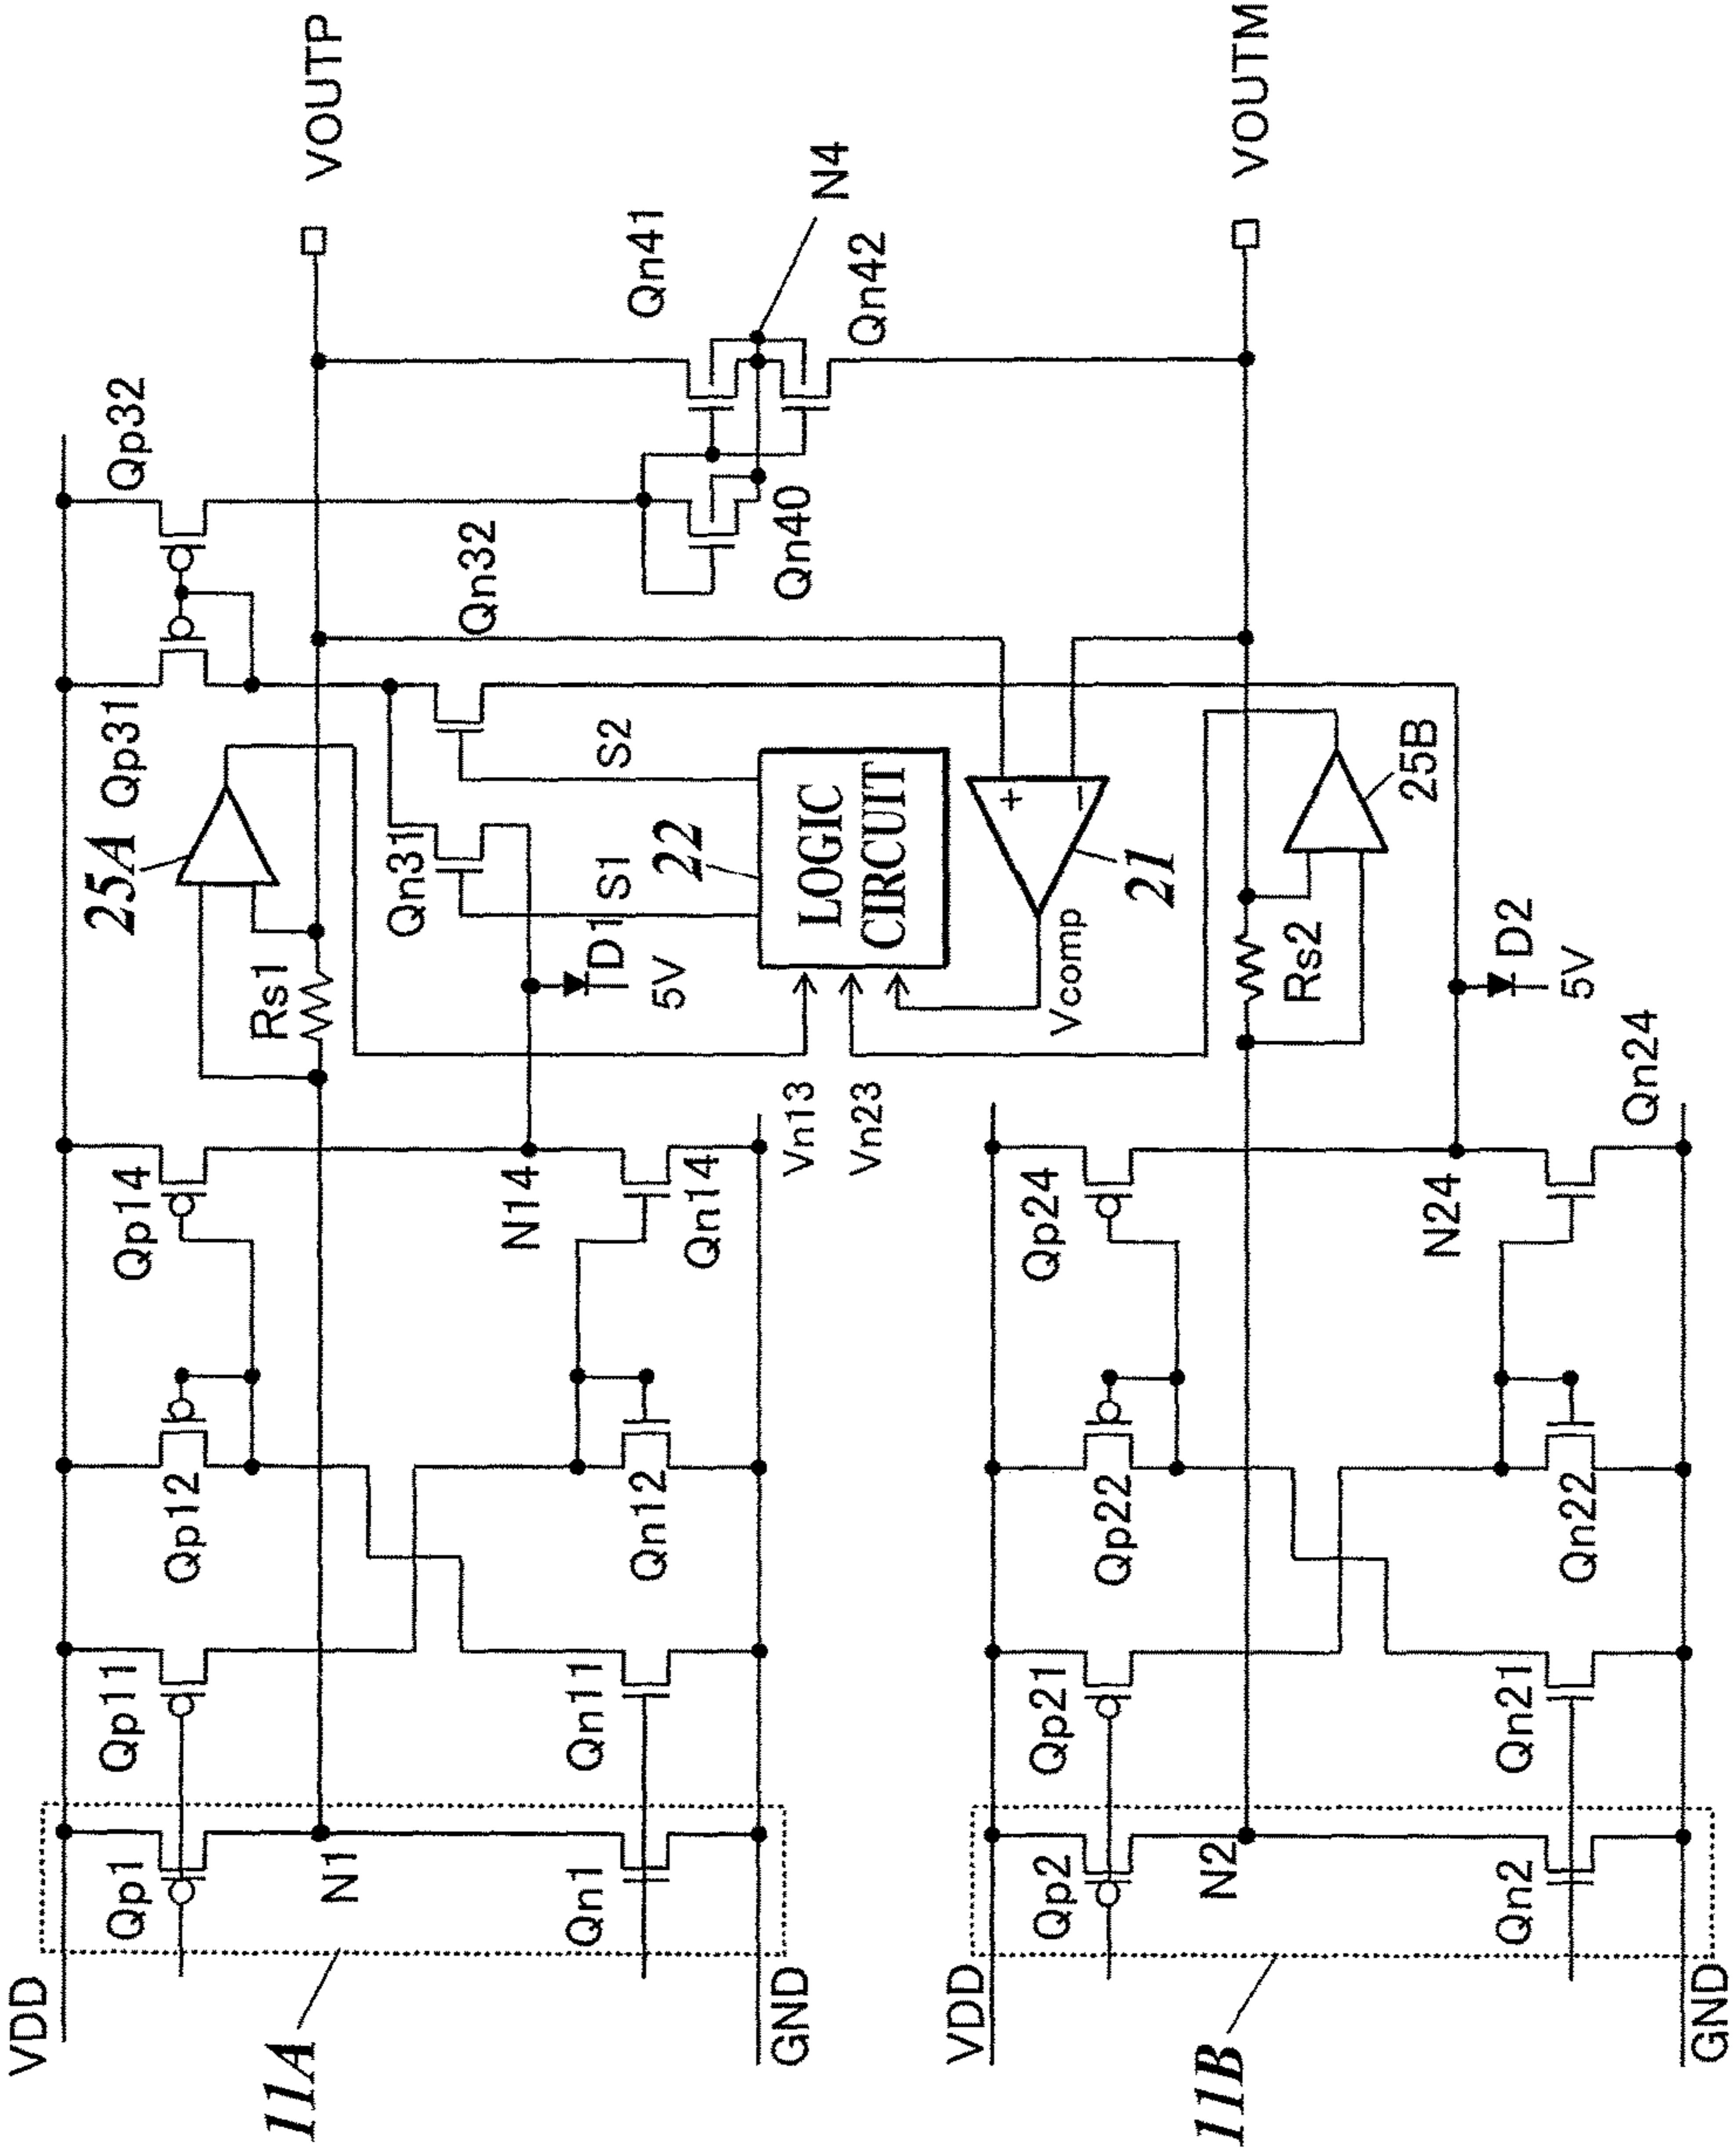 VDD
11A
GND
Qp1
N1
Qn1
Qp11
Qn11
Qp12
Qn12
Qp14
N14
Qn14
Rs1
25A
Qp31
Qn31
D1
5V
S1
S2
Qn32
Qp32
22
LOGIC
CIRCUIT
Vn13
Vn23
Vcomp
+
−
21
Qn40
Qn41
Qn42
N4
VOUTP
VDD
11B
GND
Qp2
N2
Qn2
Qp21
Qn21
Qp22
Qn22
Qp24
N24
Qn24
Rs2
25B
D2
5V
VOUTM